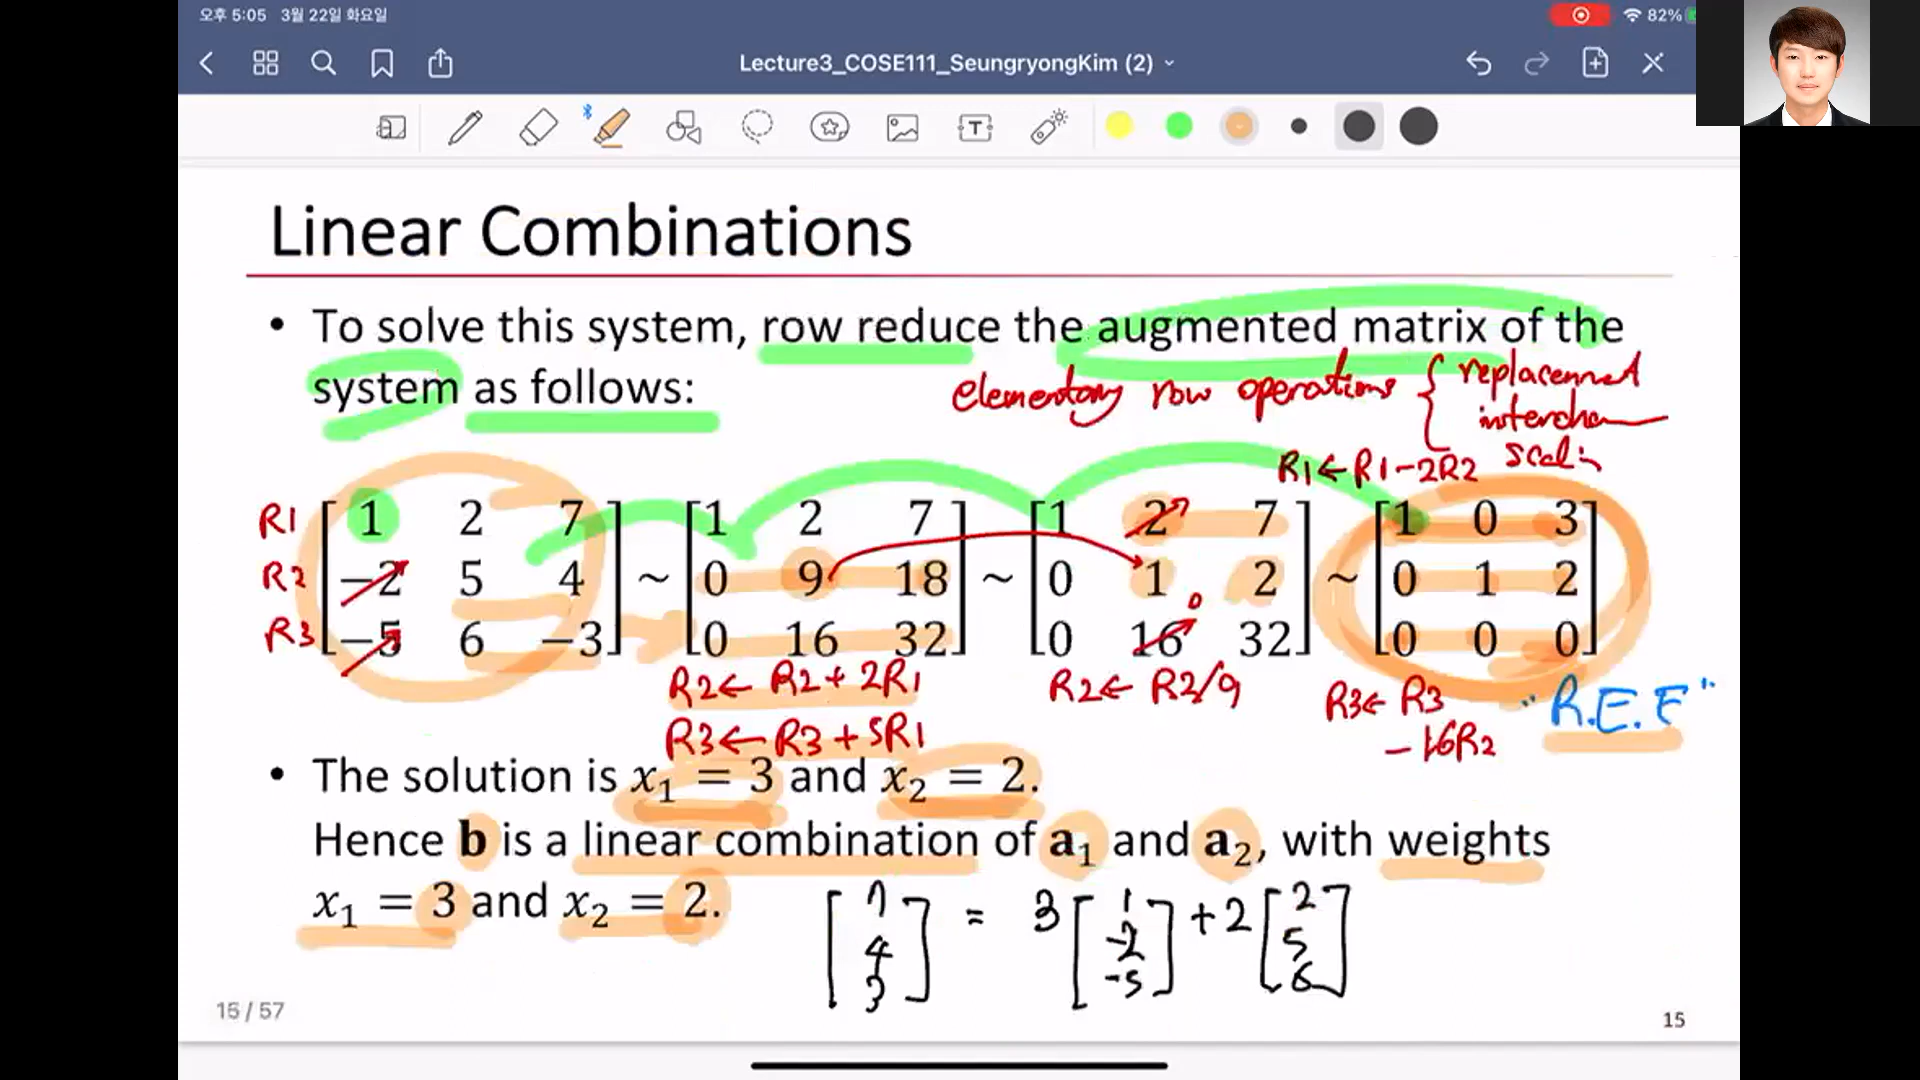 오후 5:05 3월 22일 화요일
82%
Lecture3_COSE111_SeungryongKim (2)
Linear Combinations
• To solve this system, row reduce the augmented matrix of the
system as follows:
elementary row operations { replacement
interchan
scalin
R1←R1-2R2
R1 [1 2 7] [1 2 7] [1 2 7] [1 0 3]
R2 [−2 5 4] ~ [0 9 18] ~ [0 1 2] ~ [0 1 2]
0
R3 [−5 6 −3] [0 16 32] [0 16 32] [0 0 0]
R2← R2+2R1 R2← R2/9 R3← R3
-16R2
"R.E.F"
R3←R3+5R1
• The solution is x₁ = 3 and x₂ = 2.
Hence b is a linear combination of a₁ and a₂, with weights
x₁ = 3 and x₂ = 2.
[7 4 3] = 3 [1 -2 -5] +2 [2 5 6]
15 / 57
15